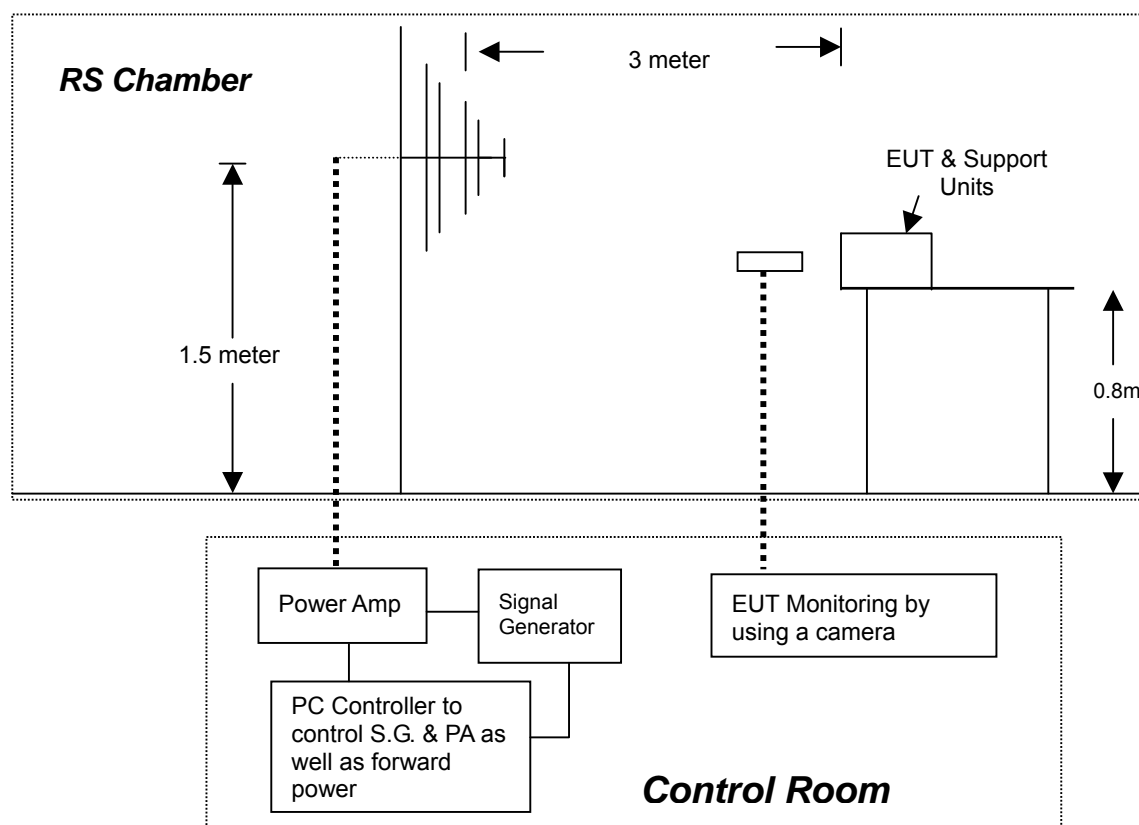 RS Chamber
3 meter
EUT & Support
Units
1.5 meter
0.8m
Power Amp
Signal
Generator
EUT Monitoring by
using a camera
PC Controller to
control S.G. & PA as
well as forward
power
Control Room